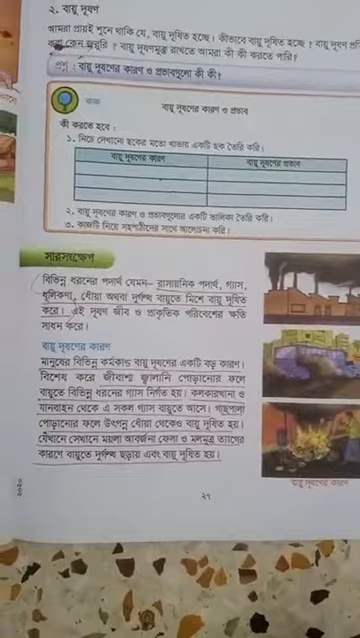 ২. বায়ু দূষণ
আমরা প্রায়ই শুনে থাকি যে, বায়ু দূষিত হচ্ছে। কীভাবে বায়ু দূষিত হচ্ছে ? বায়ু দূষণ প্রতি
করা কেন জরুরি ? বায়ু দূষণমুক্ত রাখতে আমরা কী কী করতে পারি?
প্রশ্ন : বায়ু দূষণের কারণ ও প্রভাবগুলো কী কী?
কাজ
বায়ু দূষণের কারণ ও প্রভাব
কী করতে হবে :
১. নিচে দেখানো ছকের মতো খাতায় একটি ছক তৈরি করি।
বায়ু দূষণের কারণ
বায়ু দূষণের প্রভাব
২. বায়ু দূষণের কারণ ও প্রভাবগুলোর একটি তালিকা তৈরি করি।
৩. কাজটি নিয়ে সহপাঠীদের সাথে আলোচনা করি।
সারসংক্ষেপ
বিভিন্ন ধরনের পদার্থ যেমন- রাসায়নিক পদার্থ, গ্যাস,
ধূলিকণা, ধোঁয়া অথবা দুর্গন্ধ বায়ুতে মিশে বায়ু দূষিত
করে। এই দূষণ জীব ও প্রাকৃতিক পরিবেশের ক্ষতি
সাধন করে।
বায়ু দূষণের কারণ
মানুষের বিভিন্ন কর্মকান্ড বায়ু দূষণের একটি বড় কারণ।
বিশেষ করে জীবাশ্ম জ্বালানি পোড়ানোর ফলে
বায়ুতে বিভিন্ন ধরনের গ্যাস নির্গত হয়। কলকারখানা ও
যানবাহন থেকে এ সকল গ্যাস বায়ুতে আসে। গাছপালা
পোড়ানোর ফলে উৎপন্ন ধোঁয়া থেকেও বায়ু দূষিত হয়।
যেখানে সেখানে ময়লা আবর্জনা ফেলা ও মলমূত্র ত্যাগের
কারণে বায়ুতে দুর্গন্ধ ছড়ায় এবং বায়ু দূষিত হয়।
বায়ু দূষণের কারণ
২৭